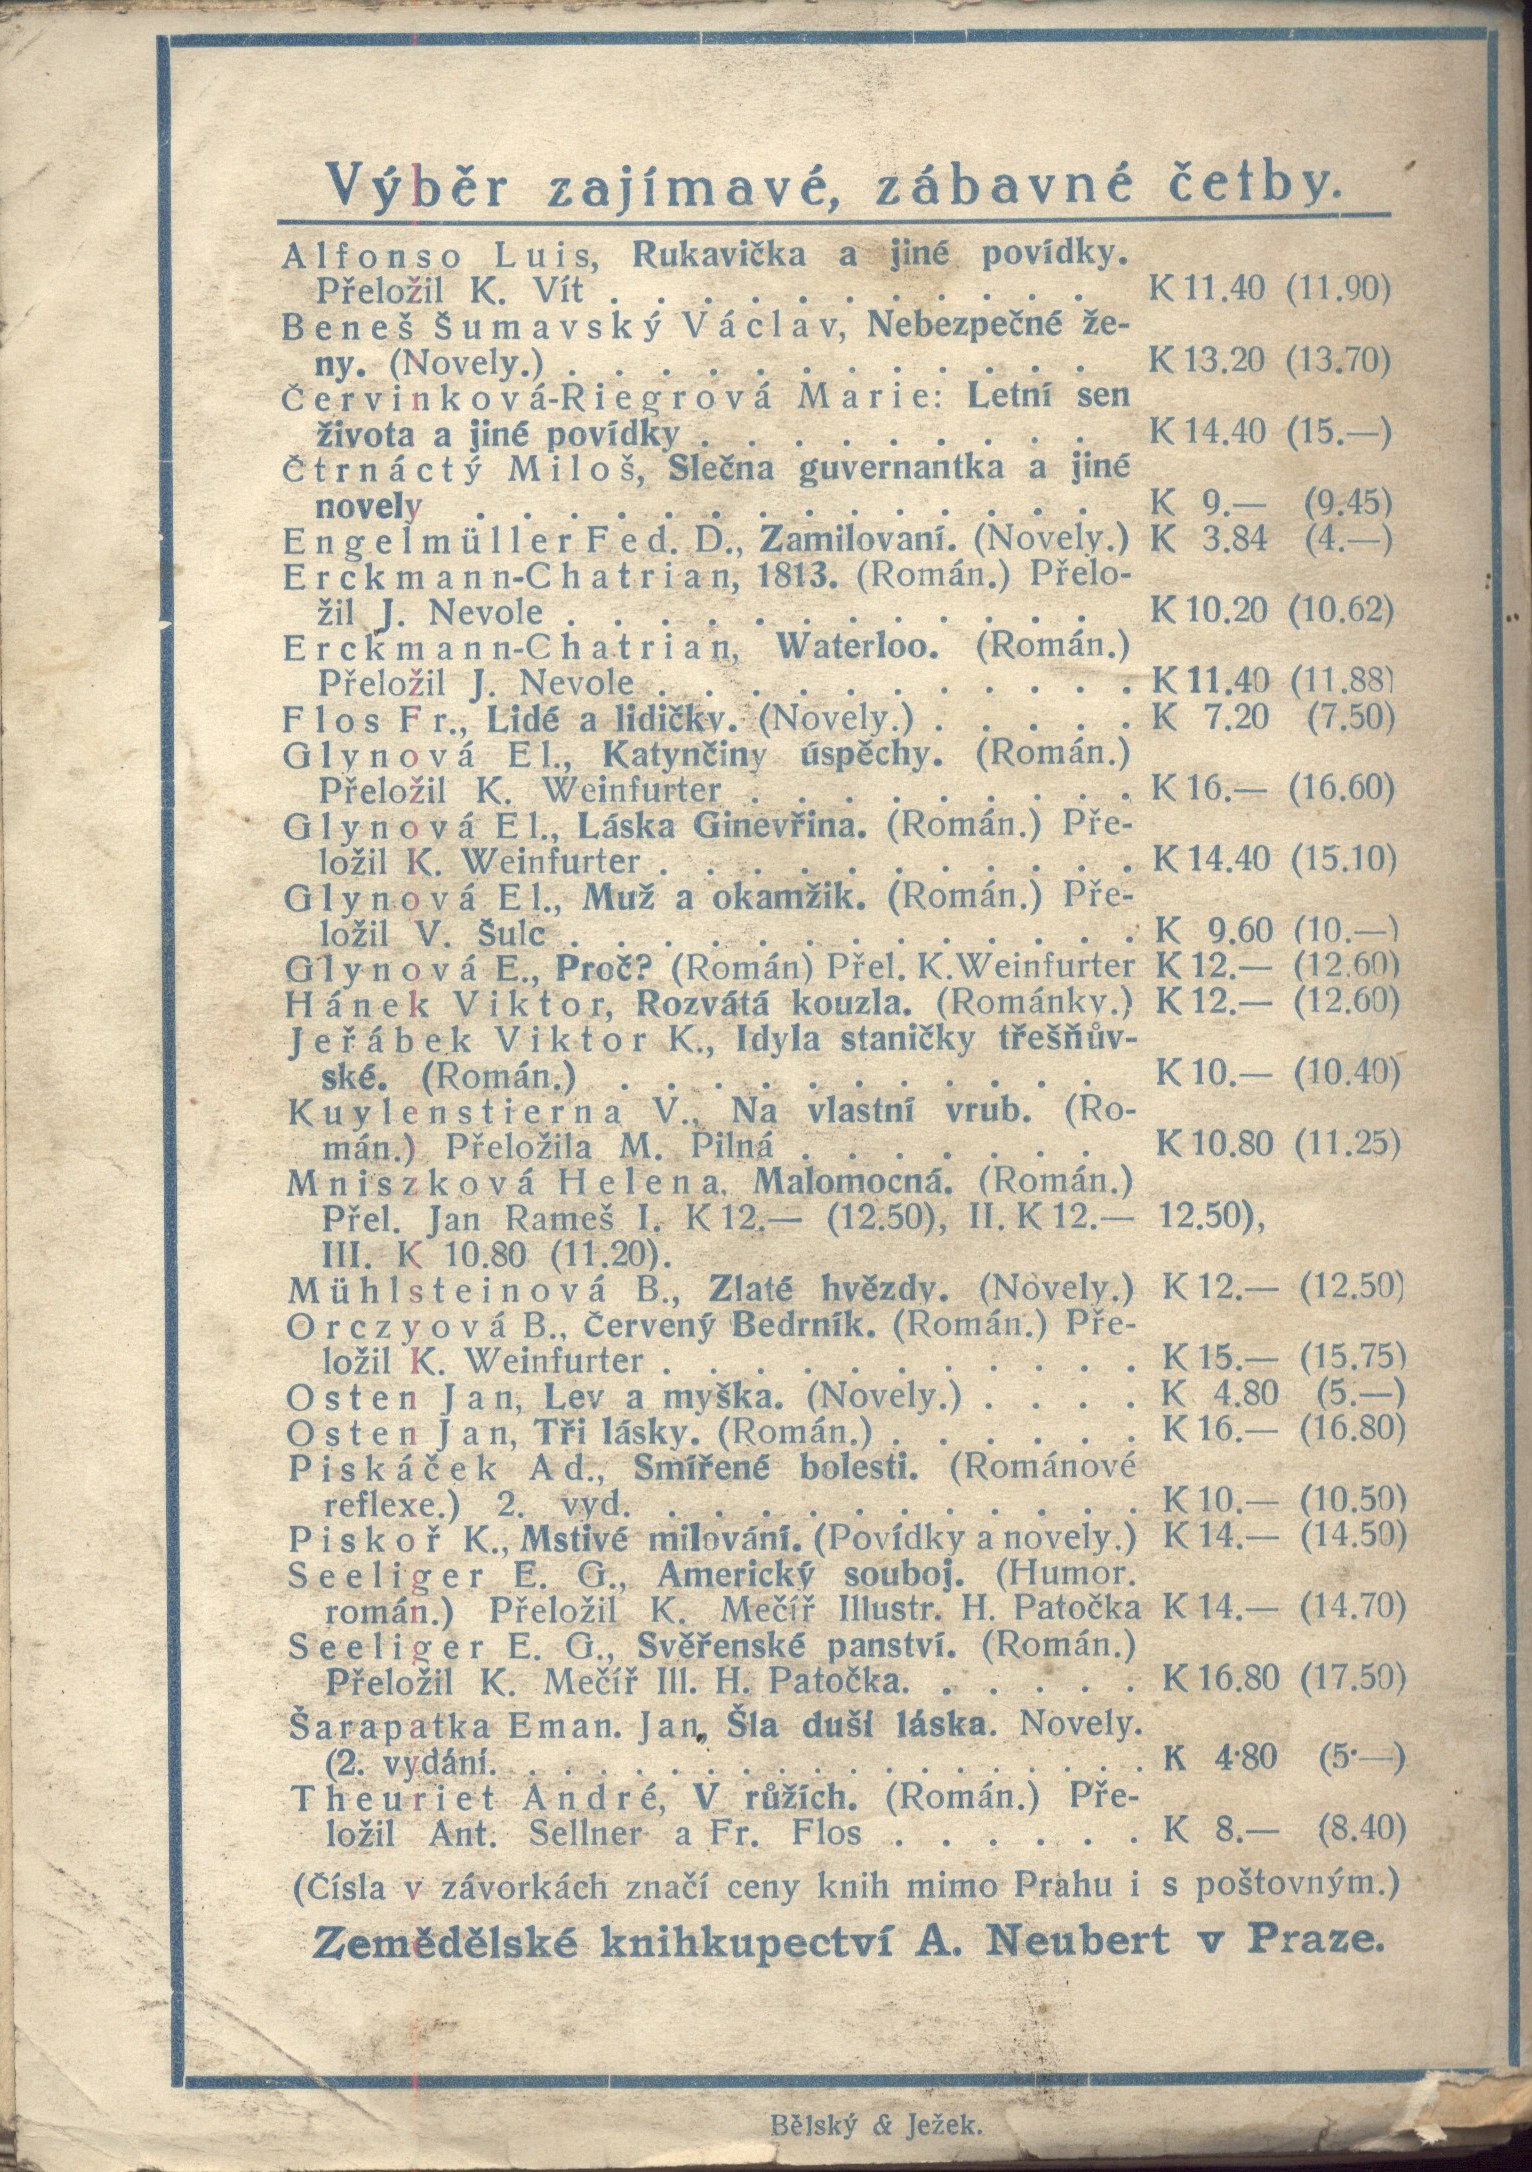 Výběr zajímavé, zábavné četby.
Alfonso Luis, Rukavička a jiné povídky.
Přeložil K. Vít . . . . . . . . . . . K 11.40 (11.90)
Beneš Šumavský Václav, Nebezpečné že-
ny. (Novely.) . . . . . . . . . . . . K 13.20 (13.70)
Červinková-Riegrová Marie: Letní sen
života a jiné povídky . . . . . . . . . K 14.40 (15.—)
Čtrnáctý Miloš, Slečna guvernantka a jiné
novely . . . . . . . . . . . . . . K 9.— (9.45)
Engelmüller Fed. D., Zamilovaní. (Novely.) K 3.84 (4.—)
Erckmann-Chatrian, 1813. (Román.) Přelo-
žil J. Nevole . . . . . . . . . . . . K 10.20 (10.62)
Erckmann-Chatrian, Waterloo. (Román.)
Přeložil J. Nevole . . . . . . . . . . . K 11.40 (11.88)
Flos Fr., Lidé a lidičky. (Novely.) . . . . . K 7.20 (7.50)
Glynová El., Katynčiny úspěchy. (Román.)
Přeložil K. Weinfurter . . . . . . . . . K 16.— (16.60)
Glynová El., Láska Ginevřina. (Román.) Pře-
ložil K. Weinfurter . . . . . . . . . . . K 14.40 (15.10)
Glynová El., Muž a okamžik. (Román.) Pře-
ložil V. Šulc . . . . . . . . . . . . . K 9.60 (10.—)
Glynová E., Proč? (Román) Přel. K. Weinfurter K 12.— (12.60)
Hánek Viktor, Rozvátá kouzla. (Románky.) K 12.— (12.60)
Jeřábek Viktor K., Idyla staničky třešňův-
ské. (Román.) . . . . . . . . . . . K 10.— (10.40)
Kuylenstierna V., Na vlastní vrub. (Ro-
mán.) Přeložila M. Pilná . . . . . . . K 10.80 (11.25)
Mniszková Helena, Malomocná. (Román.)
Přel. Jan Rameš I. K 12.— (12.50), II. K 12.— 12.50),
III. K 10.80 (11.20).
Mühlsteinová B., Zlaté hvězdy. (Novely.) K 12.— (12.50)
Orczyová B., Červený Bedrník. (Román.) Pře-
ložil K. Weinfurter . . . . . . . . . . . K 15.— (15.75)
Osten Jan, Lev a myška. (Novely.) . . . . K 4.80 (5.—)
Osten Jan, Tři lásky. (Román.) . . . . . . K 16.— (16.80)
Piskáček Ad., Smířené bolesti. (Románové
reflexe.) 2. vyd. . . . . . . . . . . . K 10.— (10.50)
Piskoř K., Mstivé milování. (Povídky a novely.) K 14.— (14.50)
Seeliger E. G., Americký souboj. (Humor.
román.) Přeložil K. Mečíř Illustr. H. Patočka K 14.— (14.70)
Seeliger E. G., Svěřenské panství. (Román.)
Přeložil K. Mečíř Ill. H. Patočka. . . . . . K 16.80 (17.50)
Šarapatka Eman. Jan, Šla duší láska. Novely.
(2. vydání. . . . . . . . . . . . . . . . K 4·80 (5·—)
Theuriet André, V růžích. (Román.) Pře-
ložil Ant. Sellner a Fr. Flos . . . . . . K 8.— (8.40)
(Čísla v závorkách značí ceny knih mimo Prahu i s poštovným.)
Zemědělské knihkupectví A. Neubert v Praze.
Bělský & Ježek.